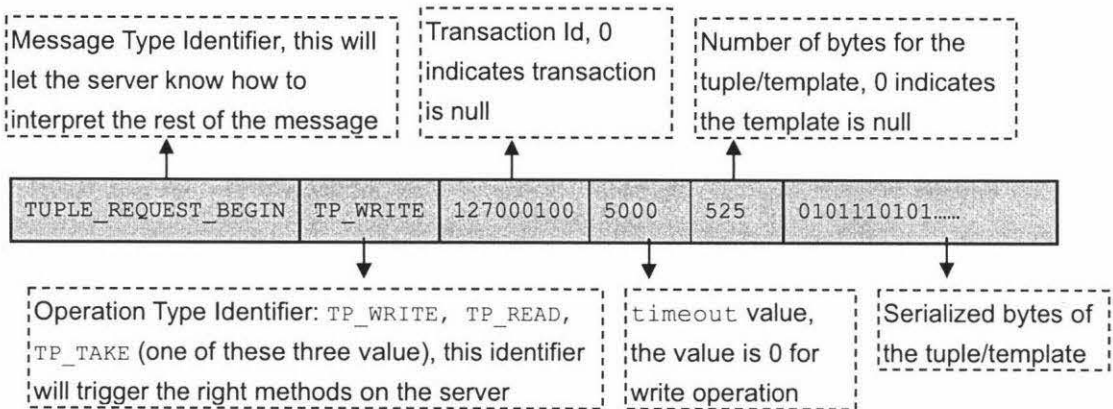 Message Type Identifier, this will
let the server know how to
interpret the rest of the message
Transaction Id, 0
indicates transaction
is null
Number of bytes for the
tuple/template, 0 indicates
the template is null
TUPLE_REQUEST_BEGIN TP_WRITE 127000100 5000 525 0101110101......
Operation Type Identifier: TP_WRITE, TP_READ,
TP_TAKE (one of these three value), this identifier
will trigger the right methods on the server
timeout value,
the value is 0 for
write operation
Serialized bytes of
the tuple/template